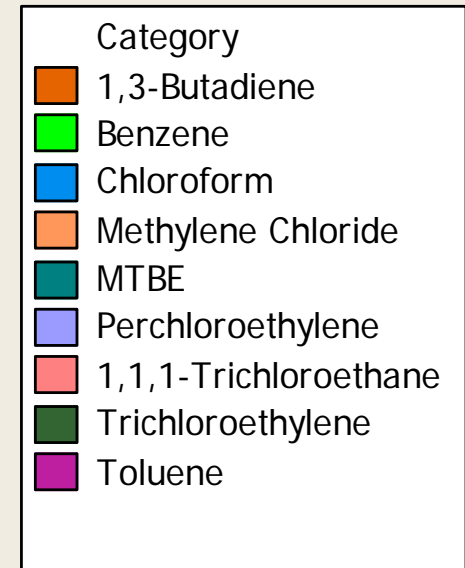 Category
1,3-Butadiene
Benzene
Chloroform
Methylene Chloride
MTBE
Perchloroethylene
1,1,1-Trichloroethane
Trichloroethylene
Toluene